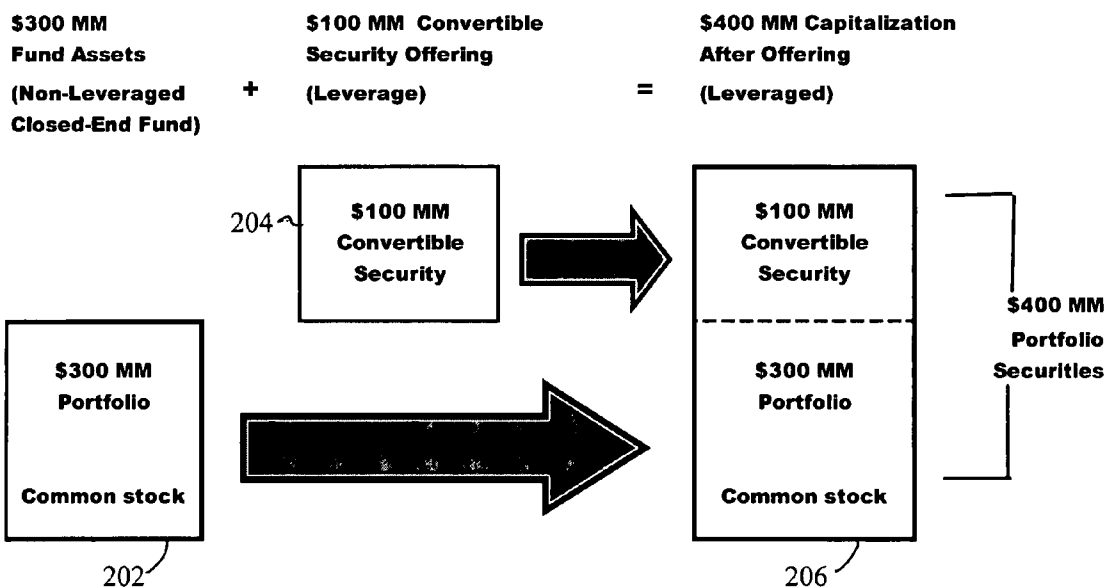 $300 MM
Fund Assets
(Non-Leveraged
Closed-End Fund)
+
$100 MM Convertible
Security Offering
(Leverage)
=
$400 MM Capitalization
After Offering
(Leveraged)
204
$100 MM
Convertible
Security
$100 MM
Convertible
Security
$400 MM
Portfolio
Securities
$300 MM
Portfolio
Common stock
$300 MM
Portfolio
Common stock
202
206